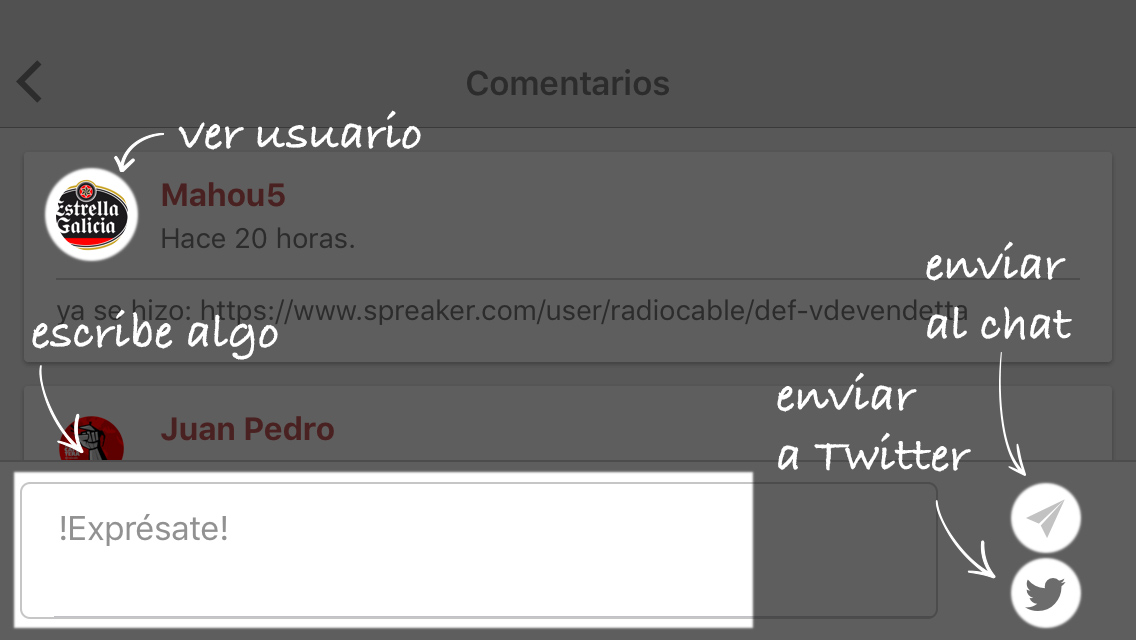 Comentarios
ver usuario
Estrella
Galicia
Mahou5
Hace 20 horas.
ya se hizo: https://www.spreaker.com/user/radiocable/def-vdevendetta
enviar
al chat
escribe algo
enviar
a Twitter
Juan Pedro
!Exprésate!